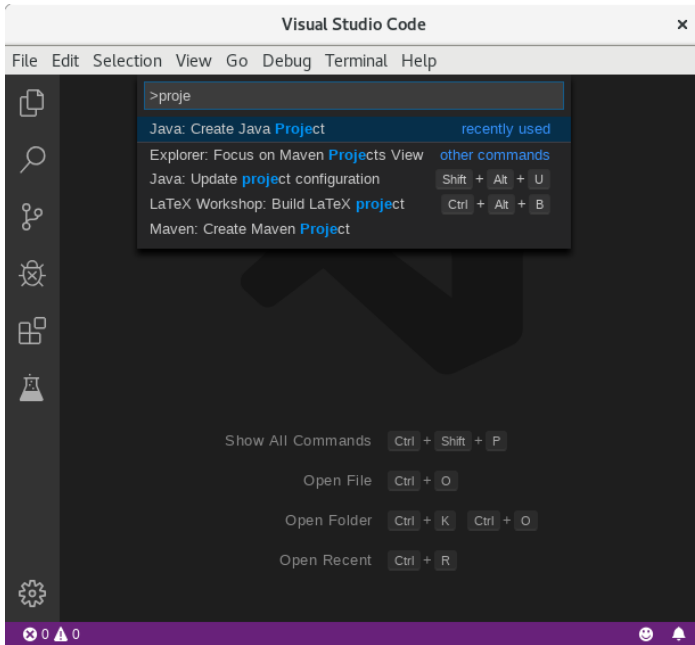 Visual Studio Code ×
File Edit Selection View Go Debug Terminal Help
>proje
Java: Create Java Project recently used
Explorer: Focus on Maven Projects View other commands
Java: Update project configuration Shift + Alt + U
LaTeX Workshop: Build LaTeX project Ctrl + Alt + B
Maven: Create Maven Project
Show All Commands Ctrl + Shift + P
Open File Ctrl + O
Open Folder Ctrl + K Ctrl + O
Open Recent Ctrl + R
0 0